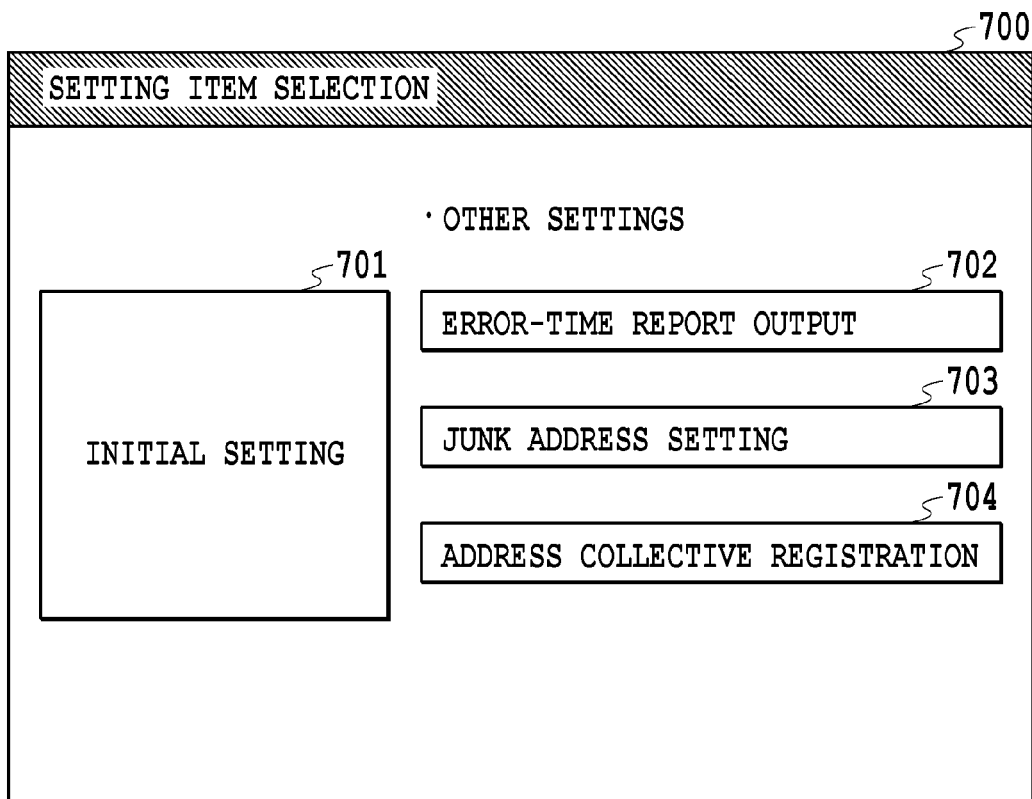 700
SETTING ITEM SELECTION
· OTHER SETTINGS
701
702
INITIAL SETTING
ERROR-TIME REPORT OUTPUT
703
JUNK ADDRESS SETTING
704
ADDRESS COLLECTIVE REGISTRATION